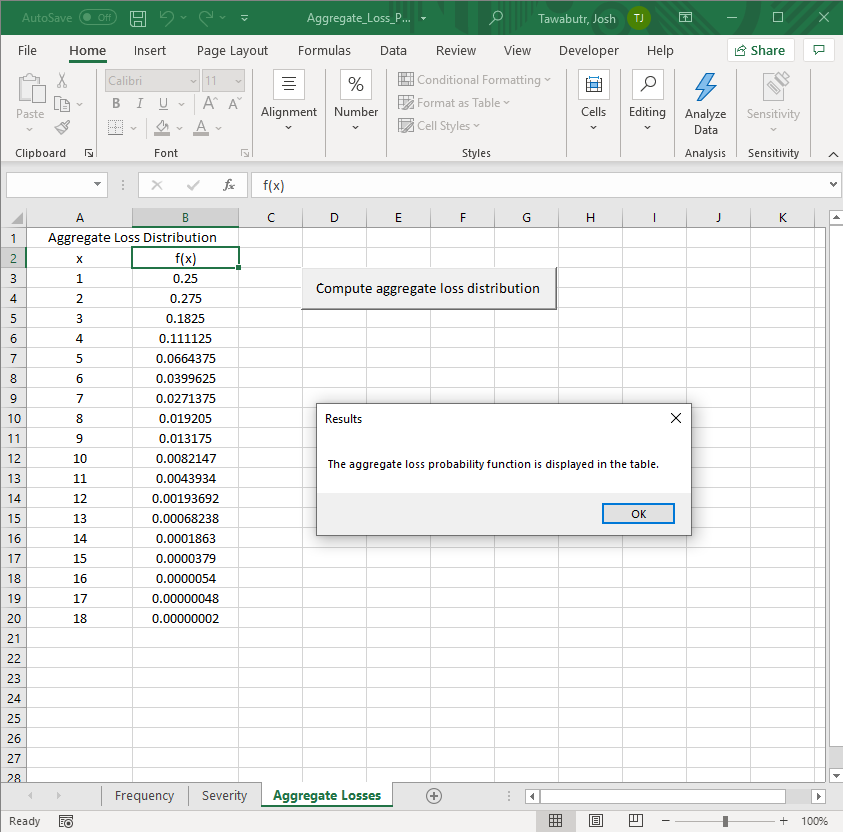 AutoSave Off Aggregate_Loss_P... Tawabutr, Josh TJ
File Home Insert Page Layout Formulas Data Review View Developer Help Share
Paste
Clipboard
Calibri 11
B I U A A
A
Font
Alignment
%
Number
Conditional Formatting
Format as Table
Cell Styles
Styles
Cells
Editing
Analyze
Data
Analysis
Sensitivity
Sensitivity
fx f(x)
A B C D E F G H I J K
1 Aggregate Loss Distribution
2 x f(x)
3 1 0.25
4 2 0.275
5 3 0.1825
6 4 0.111125
7 5 0.0664375
8 6 0.0399625
9 7 0.0271375
10 8 0.019205
11 9 0.013175
12 10 0.0082147
13 11 0.0043934
14 12 0.00193692
15 13 0.00068238
16 14 0.0001863
17 15 0.0000379
18 16 0.0000054
19 17 0.00000048
20 18 0.00000002
21
22
23
24
25
26
27
28
Compute aggregate loss distribution
Results
The aggregate loss probability function is displayed in the table.
OK
Frequency Severity Aggregate Losses
Ready 100%